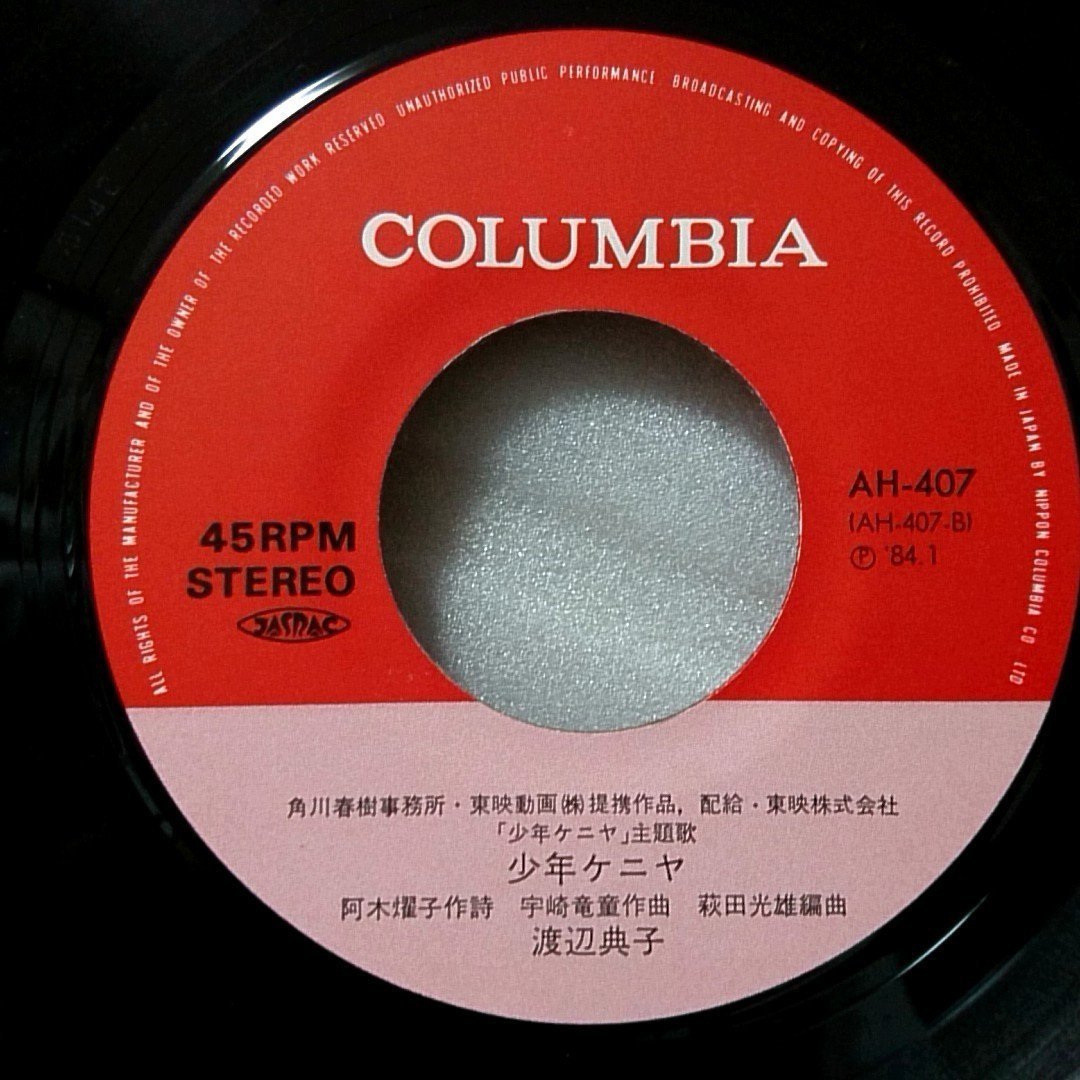 ALL RIGHTS OF THE MANUFACTURER AND OF THE OWNER OF THE RECORDED WORK RESERVED UNAUTHORIZED PUBLIC PERFORMANCE BROADCASTING AND COPYING OF THIS RECORD PROHIBITED MADE IN JAPAN BY NIPPON COLUMBIA CO LTD
COLUMBIA
45RPM
STEREO
JASRAC
AH-407
(AH-407-B)
Ⓟ '84.1
角川春樹事務所・東映動画㈱提携作品,配給・東映株式会社
「少年ケニヤ」主題歌
少年ケニヤ
阿木燿子作詩 宇崎竜童作曲 萩田光雄編曲
渡辺典子